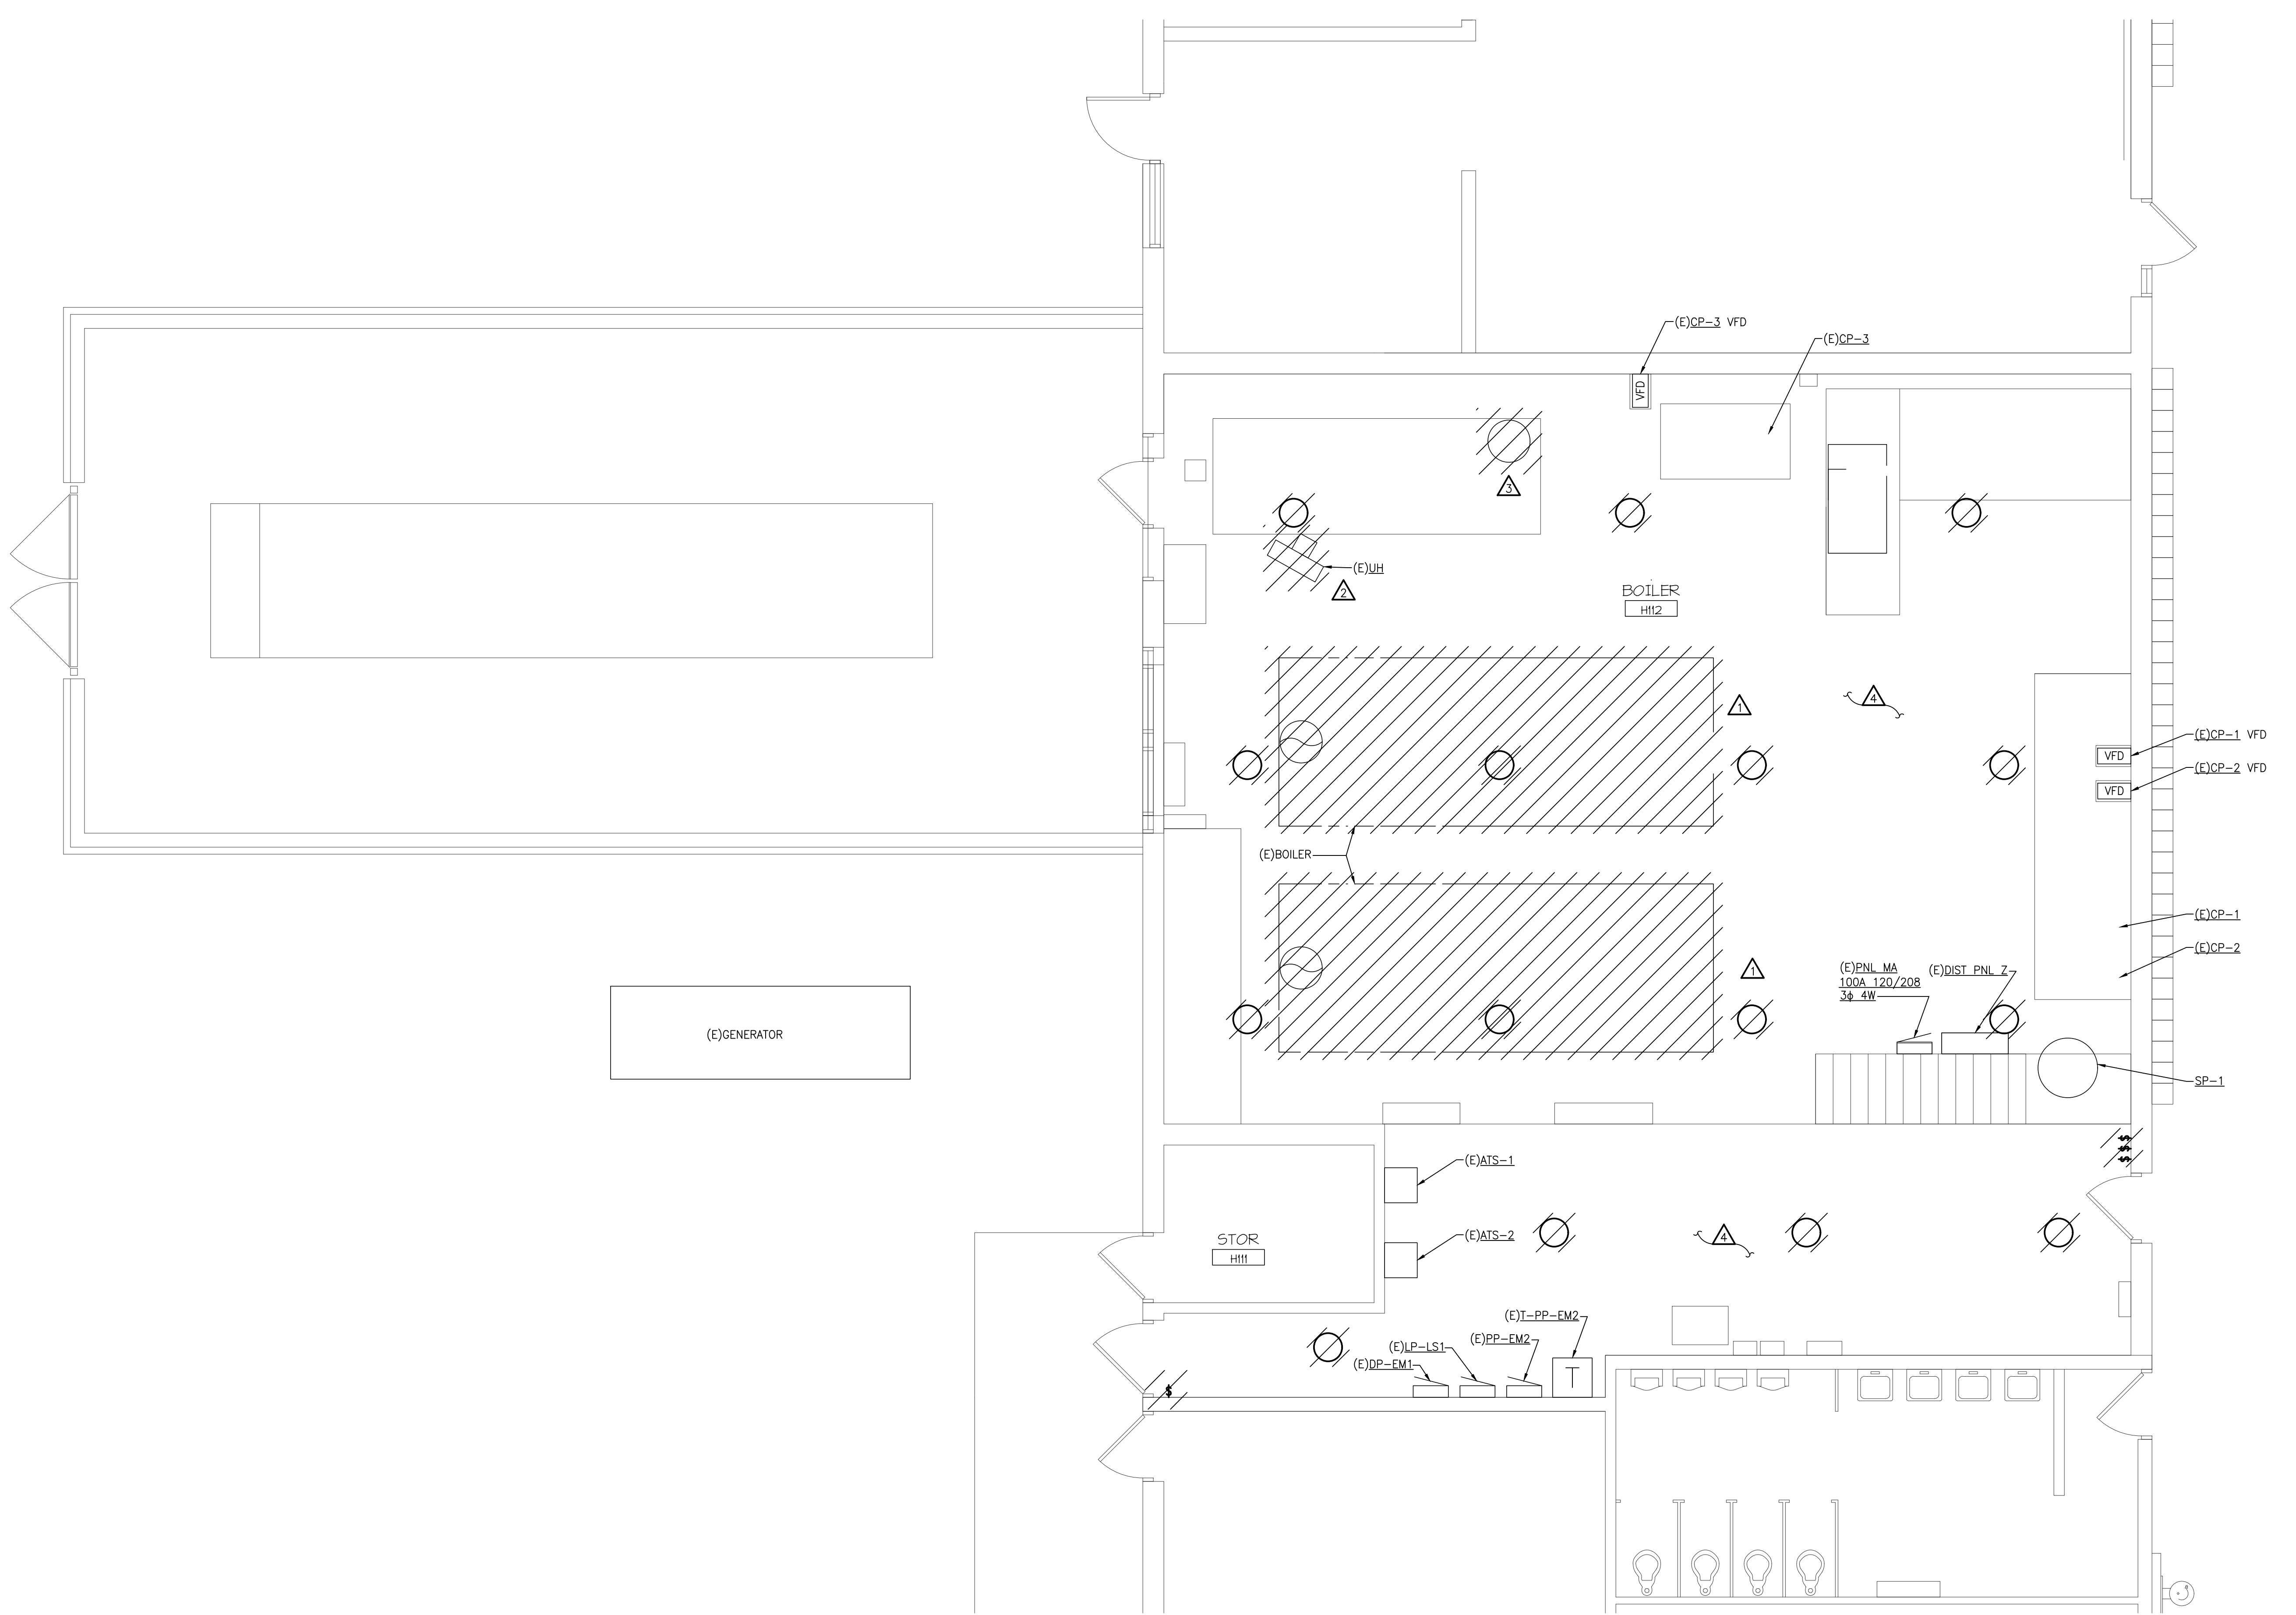 (E)CP-3 VFD
(E)CP-3
VFD
3
(E)UH
2
BOILER
H112
1
4
(E)CP-1 VFD
VFD
(E)CP-2 VFD
VFD
(E)BOILER
(E)CP-1
(E)CP-2
1
(E)PNL MA
100A 120/208
3ϕ 4W
(E)DIST PNL Z
(E)GENERATOR
SP-1
$
$
$
(E)ATS-1
STOR
H111
(E)ATS-2
4
(E)T-PP-EM2
(E)PP-EM2
(E)LP-LS1
(E)DP-EM1
T
$